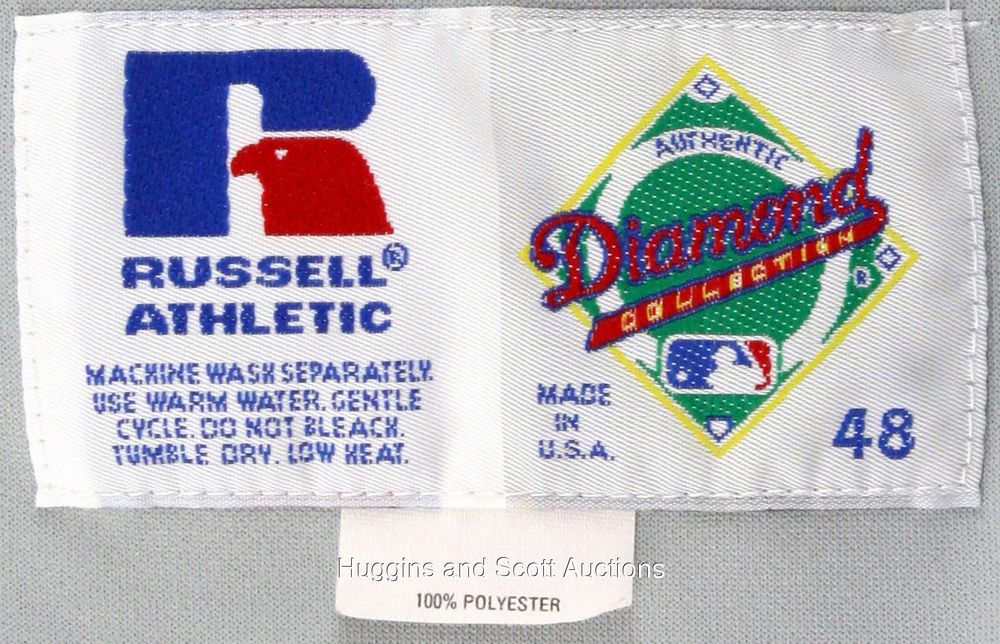 RUSSELL®
ATHLETIC
MACHINE WASH SEPARATELY.
USE WARM WATER. GENTLE
CYCLE. DO NOT BLEACH.
TUMBLE DRY. LOW HEAT.
AUTHENTIC
Diamond
COLLECTION
®
MADE
IN
U.S.A.
48
Huggins and Scott Auctions
100% POLYESTER